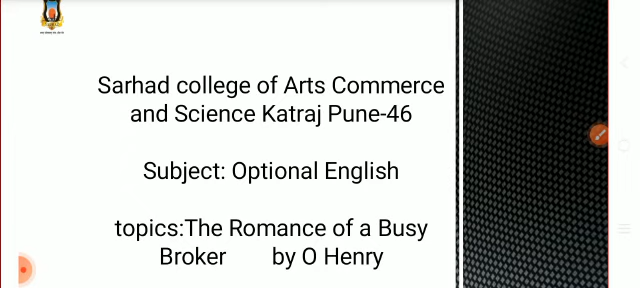 Sarhad college of Arts Commerce
and Science Katraj Pune-46
Subject: Optional English
topics:The Romance of a Busy
Broker by O Henry